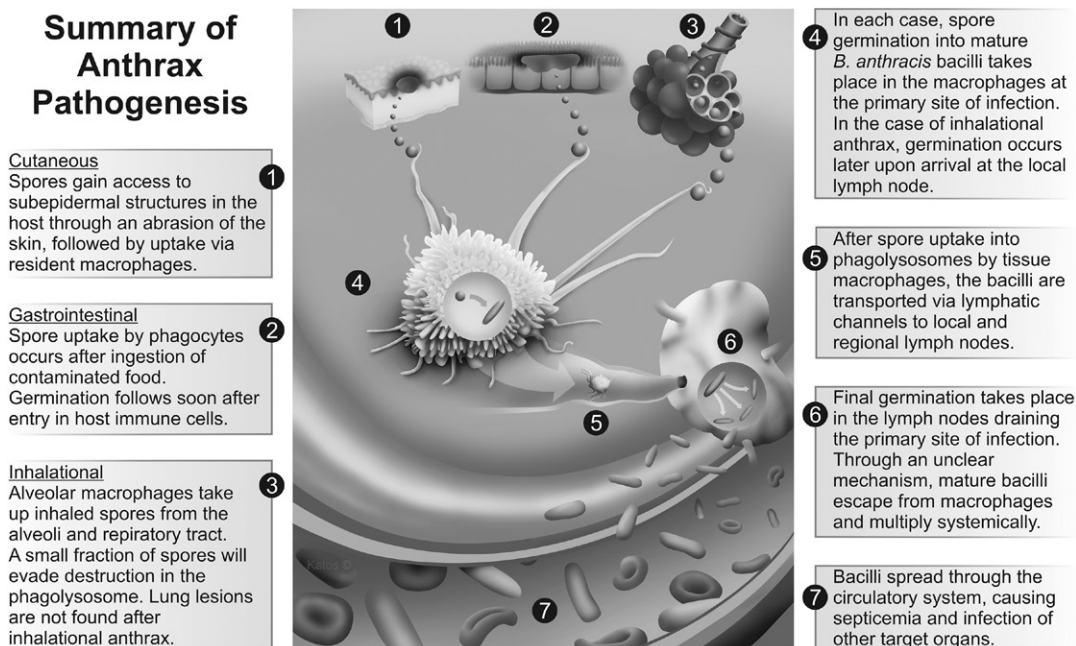 Summary of
Anthrax
Pathogenesis
Cutaneous
1
Spores gain access to
subepidermal structures in the
host through an abrasion of the
skin, followed by uptake via
resident macrophages.
Gastrointestinal
2
Spore uptake by phagocytes
occurs after ingestion of
contaminated food.
Germination follows soon after
entry in host immune cells.
Inhalational
3
Alveolar macrophages take
up inhaled spores from the
alveoli and respiratory tract.
A small fraction of spores will
evade destruction in the
phagolysosome. Lung lesions
are not found after
inhalational anthrax.
1
2
3
4
5
6
7
Katos ©
4
In each case, spore
germination into mature
B. anthracis bacilli takes
place in the macrophages at
the primary site of infection.
In the case of inhalational
anthrax, germination occurs
later upon arrival at the local
lymph node.
5
After spore uptake into
phagolysosomes by tissue
macrophages, the bacilli are
transported via lymphatic
channels to local and
regional lymph nodes.
6
Final germination takes place
in the lymph nodes draining
the primary site of infection.
Through an unclear
mechanism, mature bacilli
escape from macrophages
and multiply systemically.
7
Bacilli spread through the
circulatory system, causing
septicemia and infection of
other target organs.